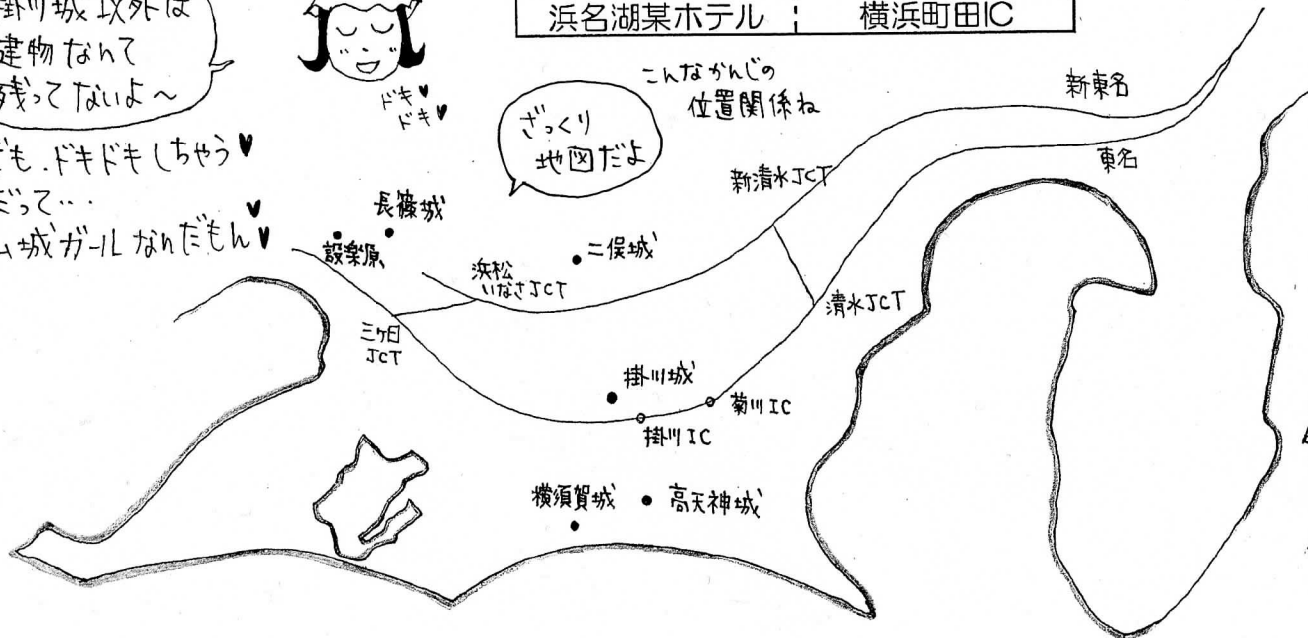 掛川城以外は
建物なんて
残ってないよ～
でも、ドキドキしちゃう♥
だって…
山城ガールなんだもん♥
ドキ♥
ドキ♥
浜名湖某ホテル
横浜町田IC
こんなかんじの
位置関係ね
ざっくり
地図だよ
新東名
東名
新清水JCT
清水JCT
長篠城
設楽原
二俣城
浜松
いなさJCT
三ヶ日
JCT
掛川城
菊川IC
掛川IC
横須賀城
高天神城